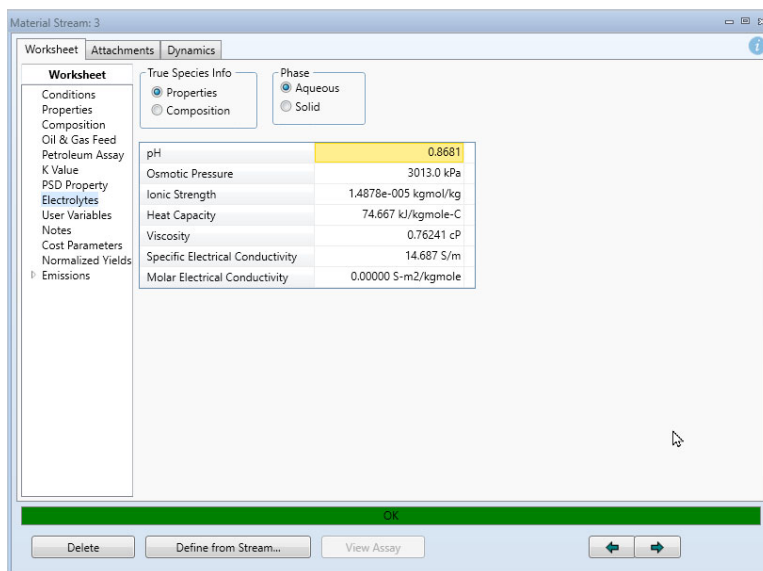 Material Stream: 3
Worksheet Attachments Dynamics
Worksheet
Conditions
Properties
Composition
Oil & Gas Feed
Petroleum Assay
K Value
PSD Property
Electrolytes
User Variables
Notes
Cost Parameters
Normalized Yields
Emissions
True Species Info
Properties
Composition
Phase
Aqueous
Solid
pH 0.8681
Osmotic Pressure 3013.0 kPa
Ionic Strength 1.4878e-005 kgmol/kg
Heat Capacity 74.667 kJ/kgmole-C
Viscosity 0.76241 cP
Specific Electrical Conductivity 14.687 S/m
Molar Electrical Conductivity 0.00000 S-m2/kgmole
OK
Delete Define from Stream... View Assay